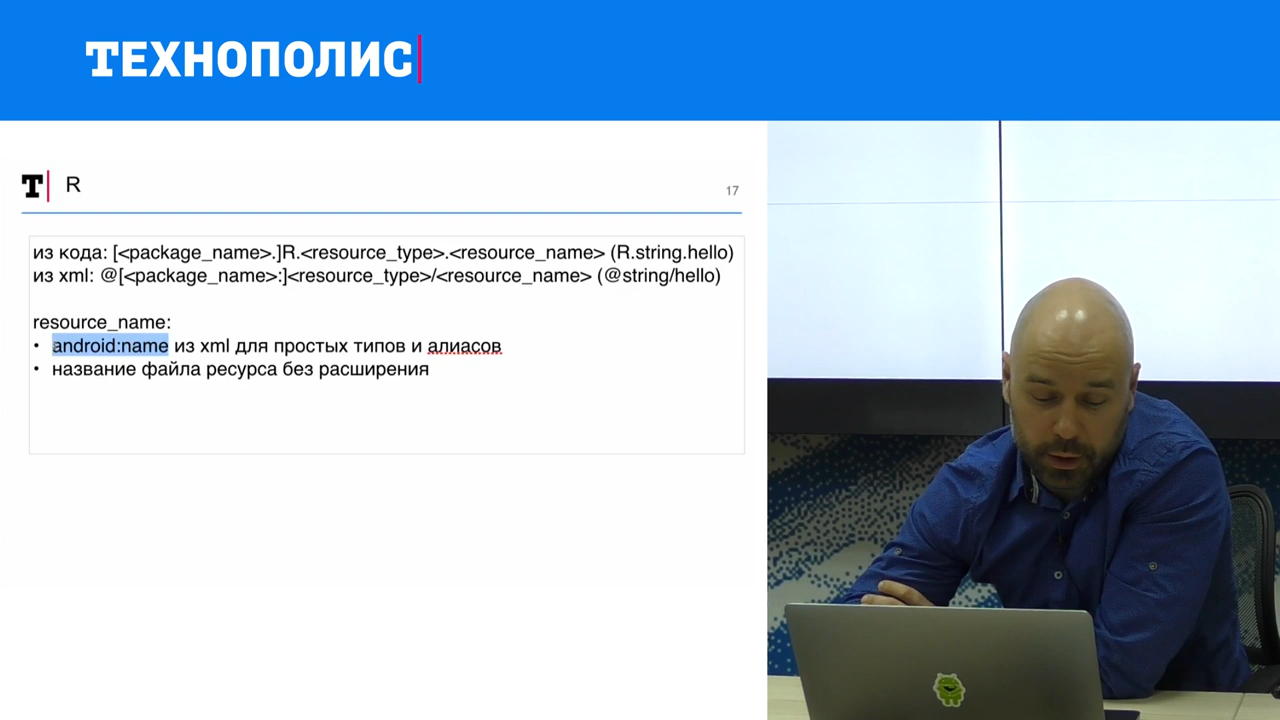 ТЕХНОПОЛИС
T R
17
из кода: [<package_name>.]R.<resource_type>.<resource_name> (R.string.hello)
из xml: @[<package_name>:]<resource_type>/<resource_name> (@string/hello)
resource_name:
• android:name из xml для простых типов и алиасов
• название файла ресурса без расширения